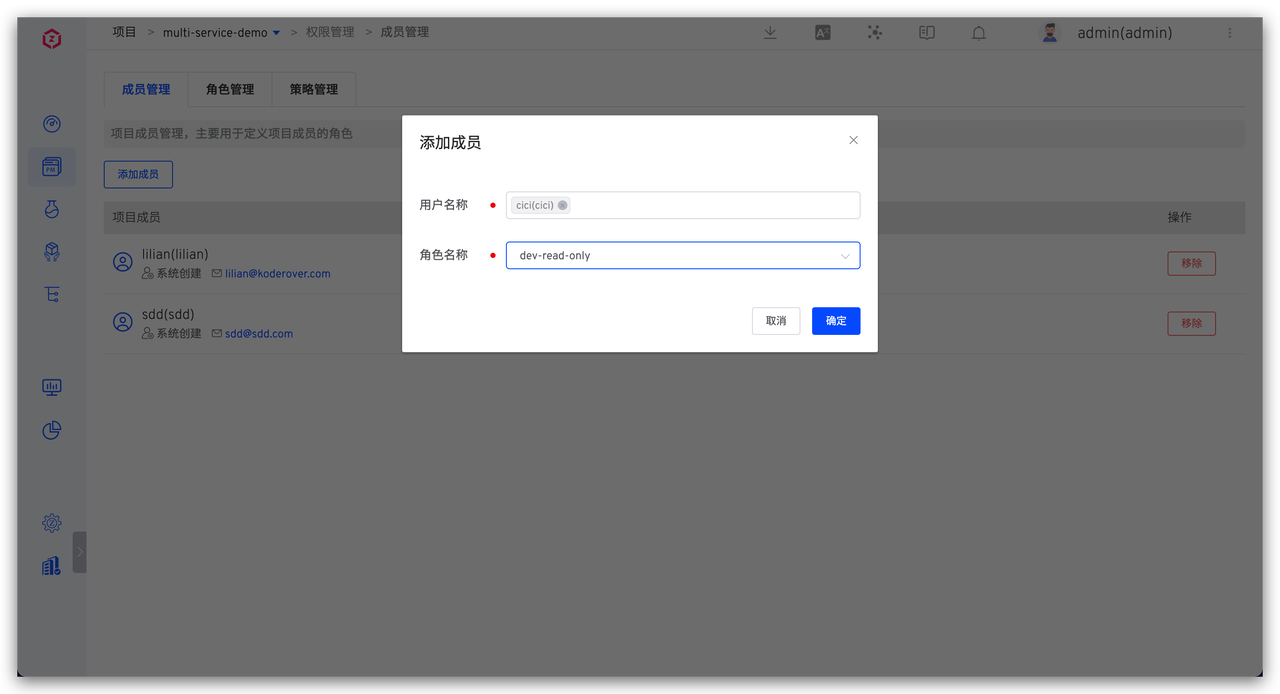 项目 > multi-service-demo > 权限管理 > 成员管理
admin(admin)
成员管理 角色管理 策略管理
项目成员管理，主要用于定义项目成员的角色
添加成员
项目成员 操作
lilian(lilian)
系统创建 lilian@koderover.com
移除
sdd(sdd)
系统创建 sdd@sdd.com
移除
添加成员
用户名称 cici(cici)
角色名称 dev-read-only
取消 确定
PM